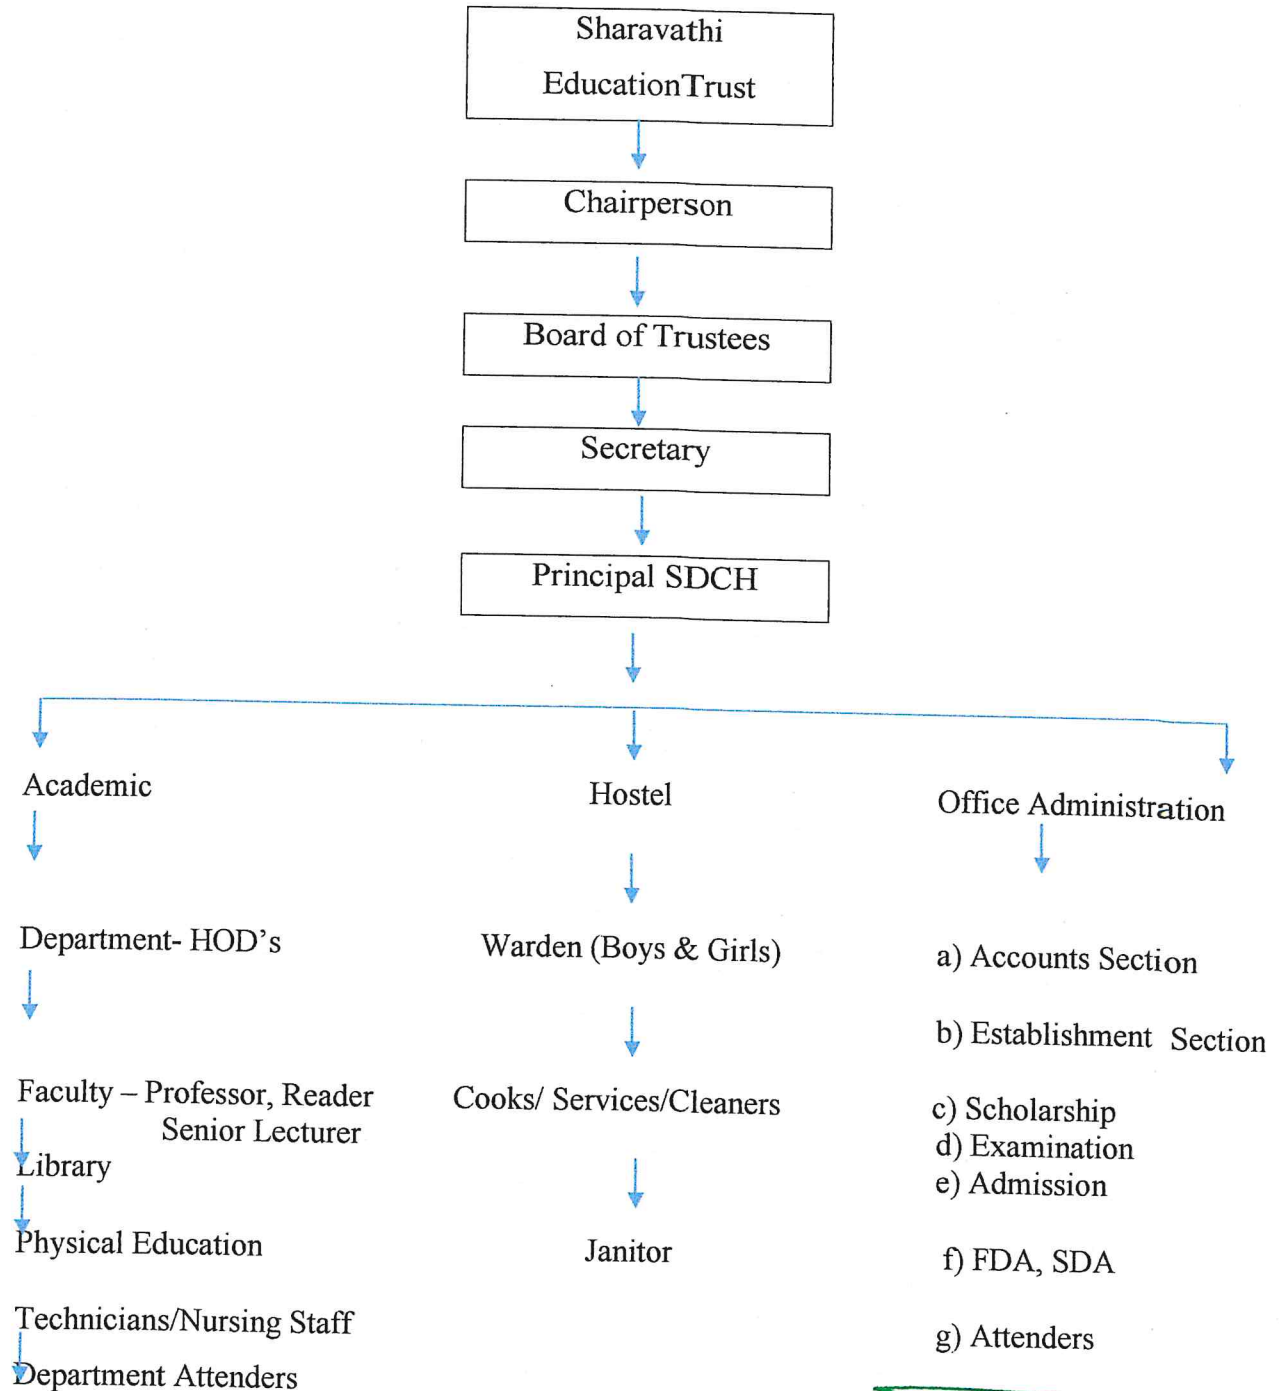 Sharavathi
EducationTrust
Chairperson
Board of Trustees
Secretary
Principal SDCH
Academic
Department- HOD's
Faculty – Professor, Reader
Senior Lecturer
Library
Physical Education
Technicians/Nursing Staff
Department Attenders
Hostel
Warden (Boys & Girls)
Cooks/ Services/Cleaners
Janitor
Office Administration
a) Accounts Section
b) Establishment Section
c) Scholarship
d) Examination
e) Admission
f) FDA, SDA
g) Attenders